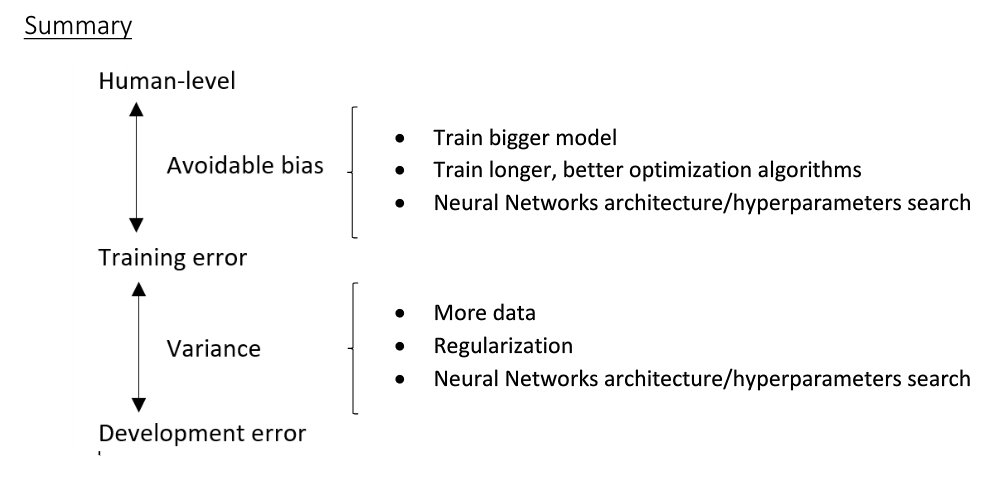 Summary
Human-level
Avoidable bias
• Train bigger model
• Train longer, better optimization algorithms
• Neural Networks architecture/hyperparameters search
Training error
Variance
• More data
• Regularization
• Neural Networks architecture/hyperparameters search
Development error